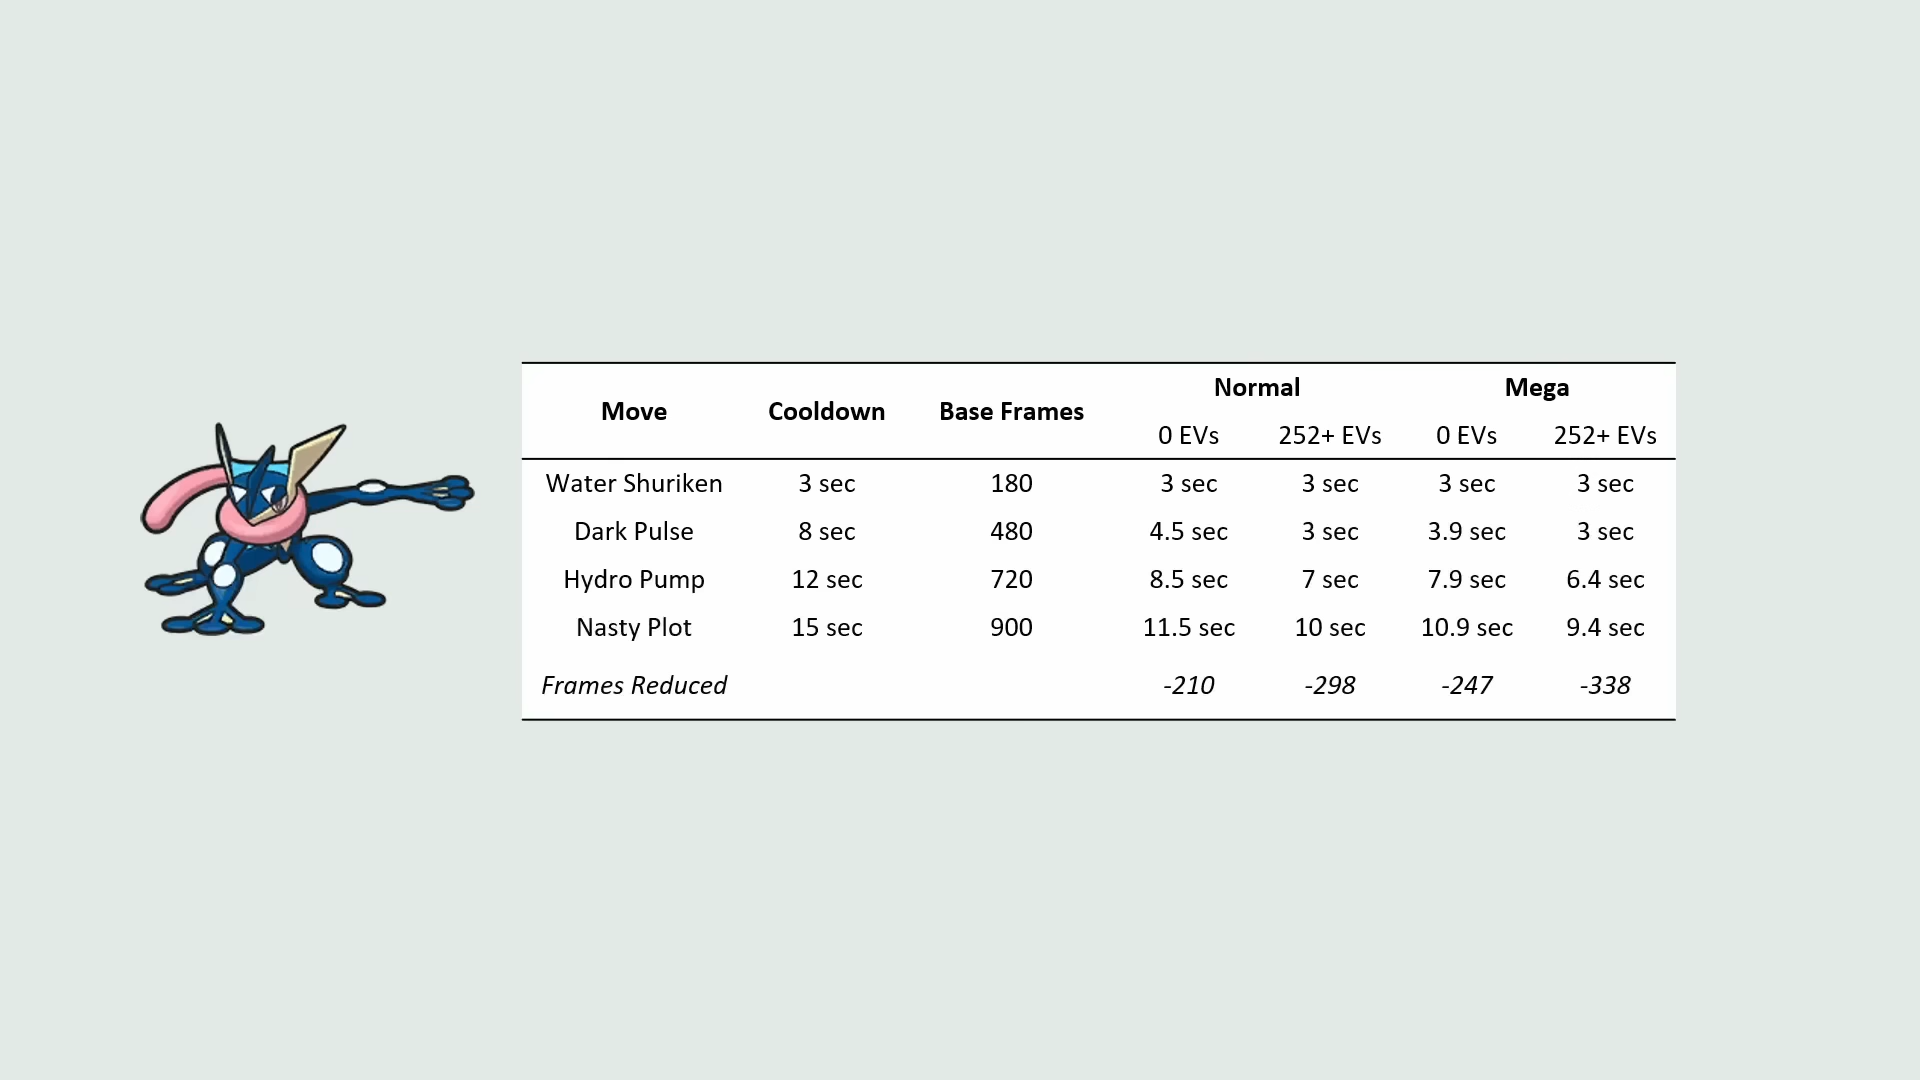 Normal Mega
Move Cooldown Base Frames
0 EVs 252+ EVs 0 EVs 252+ EVs
Water Shuriken 3 sec 180 3 sec 3 sec 3 sec 3 sec
Dark Pulse 8 sec 480 4.5 sec 3 sec 3.9 sec 3 sec
Hydro Pump 12 sec 720 8.5 sec 7 sec 7.9 sec 6.4 sec
Nasty Plot 15 sec 900 11.5 sec 10 sec 10.9 sec 9.4 sec
Frames Reduced -210 -298 -247 -338